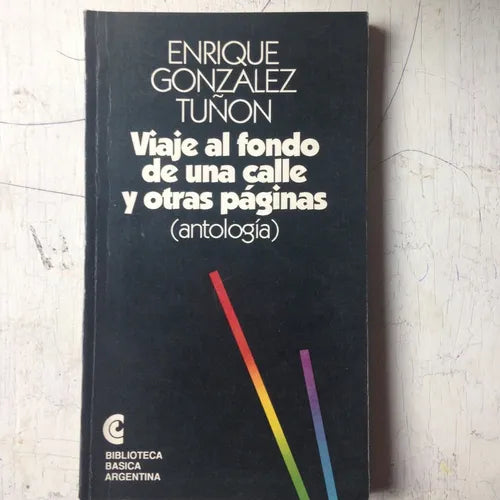 ENRIQUE
GONZALEZ
TUÑON
Viaje al fondo
de una calle
y otras páginas
(antología)
BIBLIOTECA
BASICA
ARGENTINA